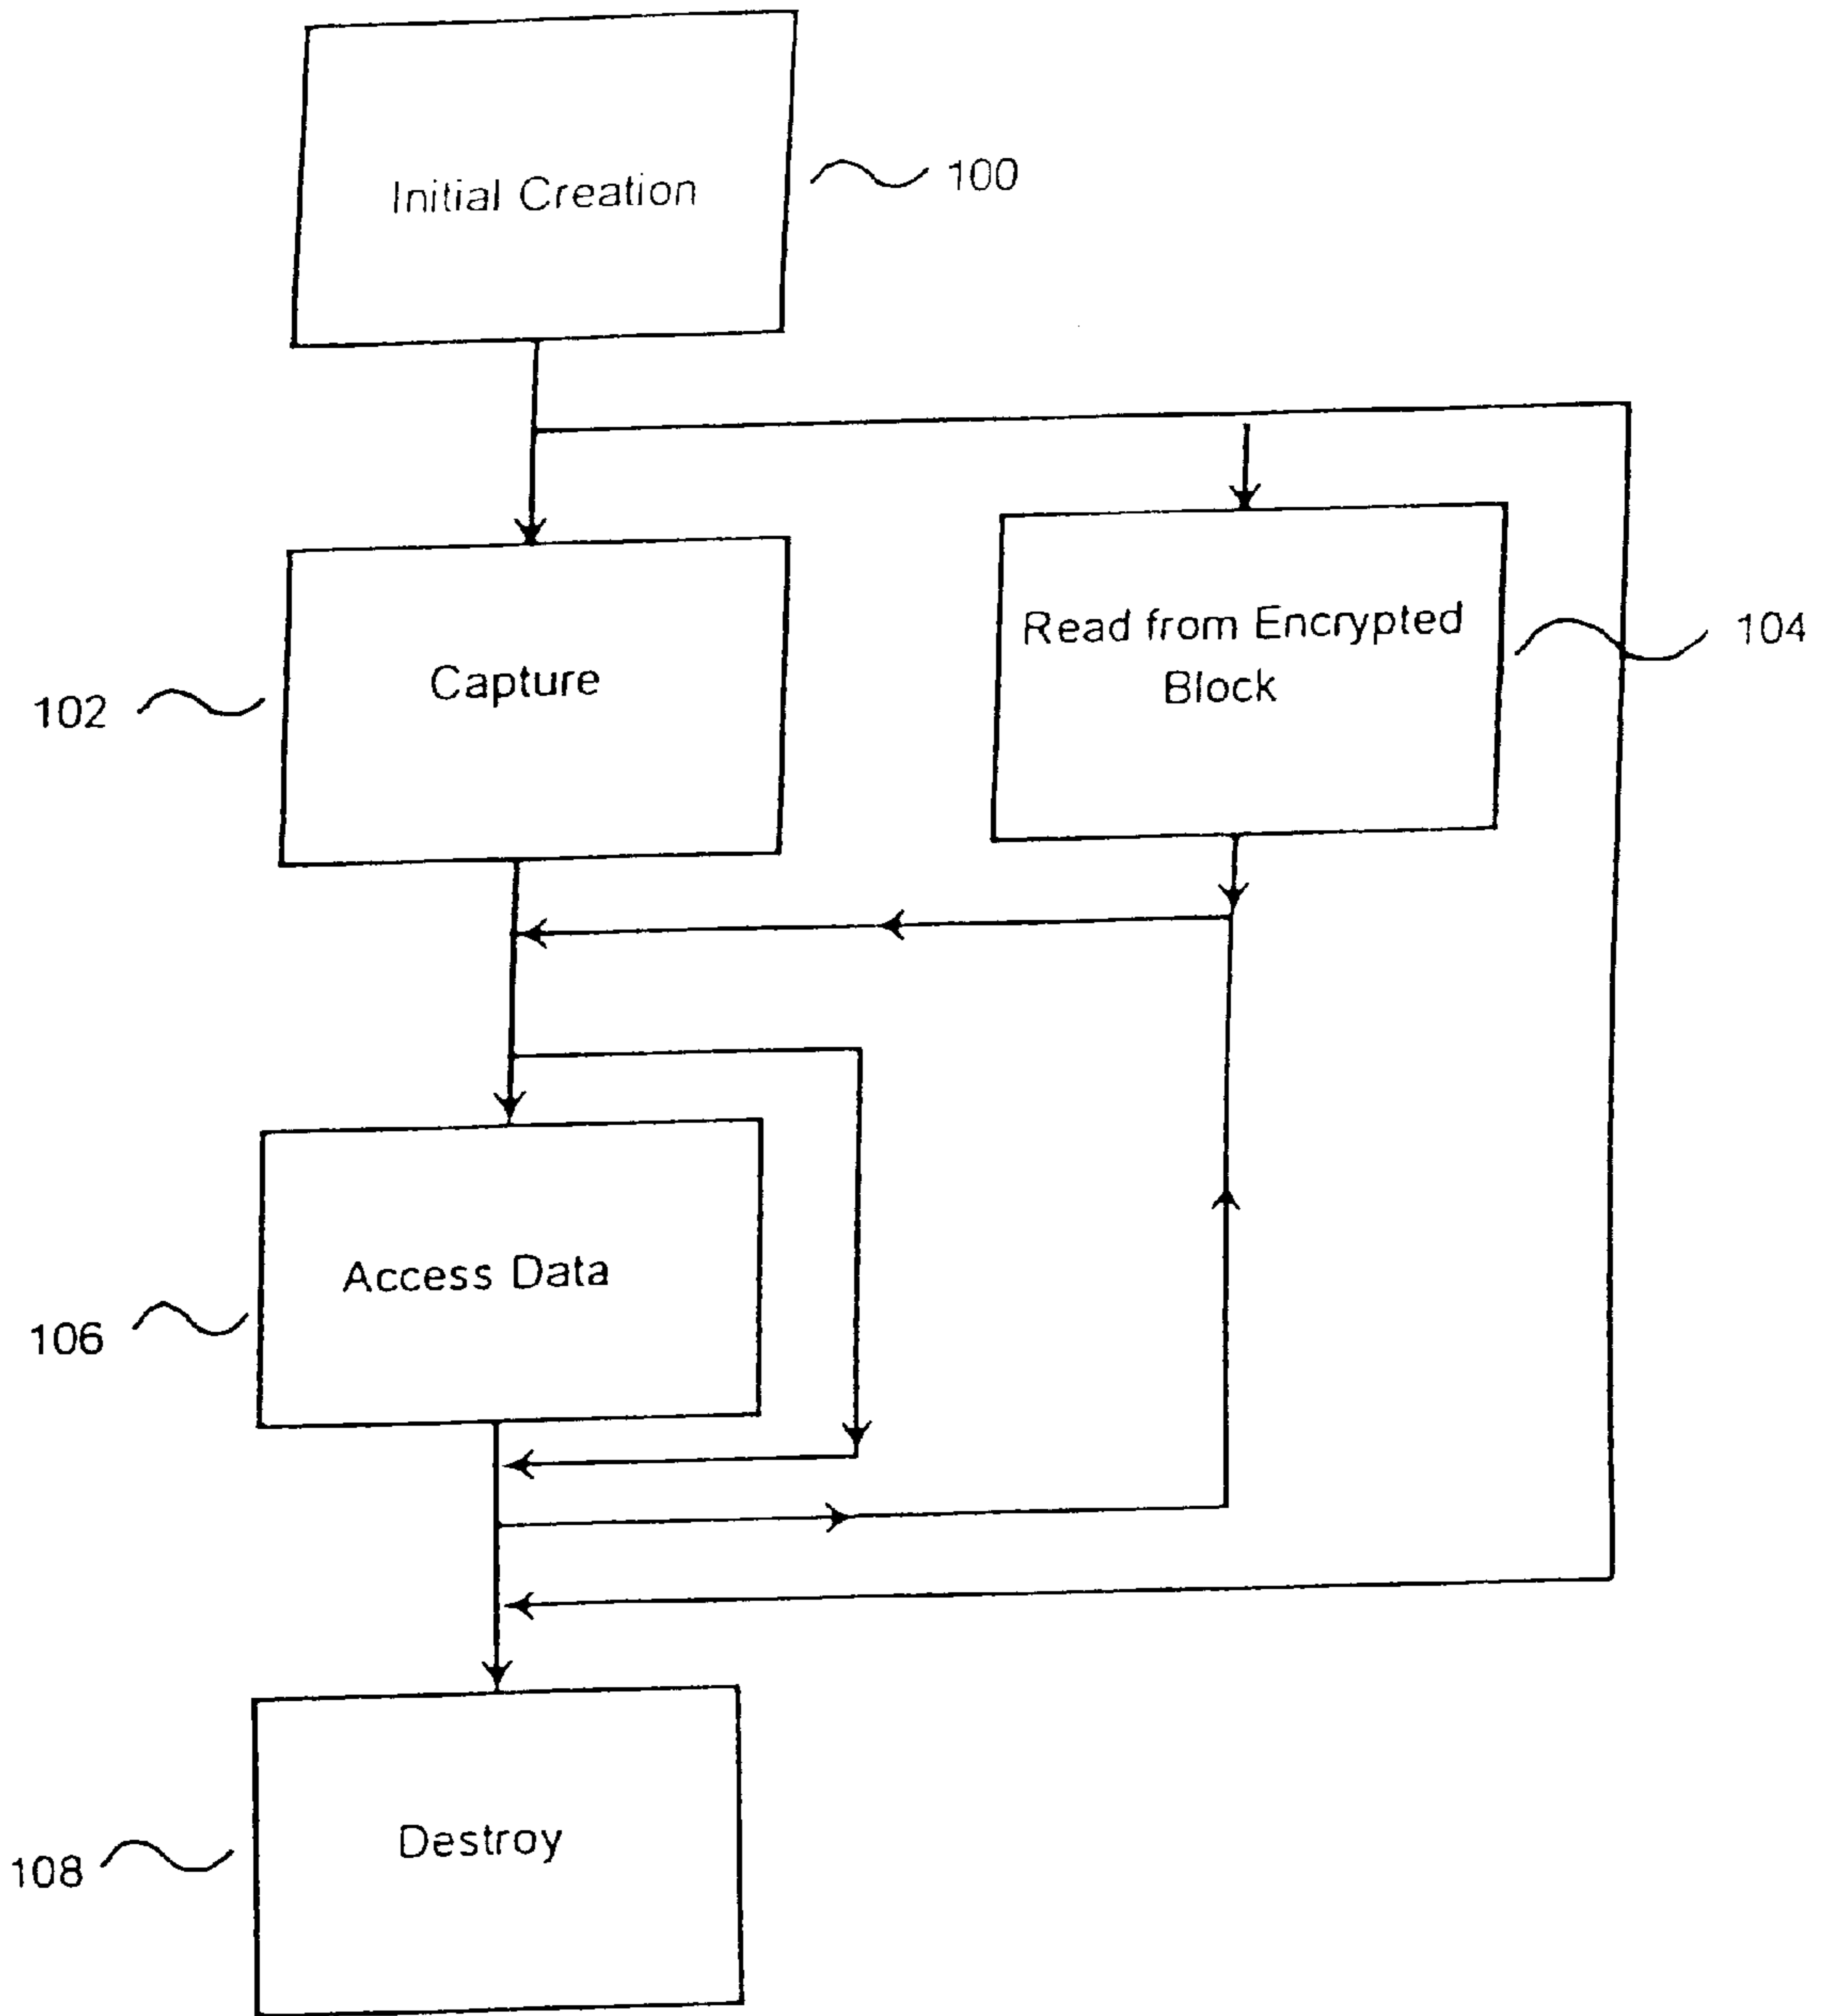 Initial Creation
100
Capture
102
Read from Encrypted
Block
104
Access Data
106
Destroy
108